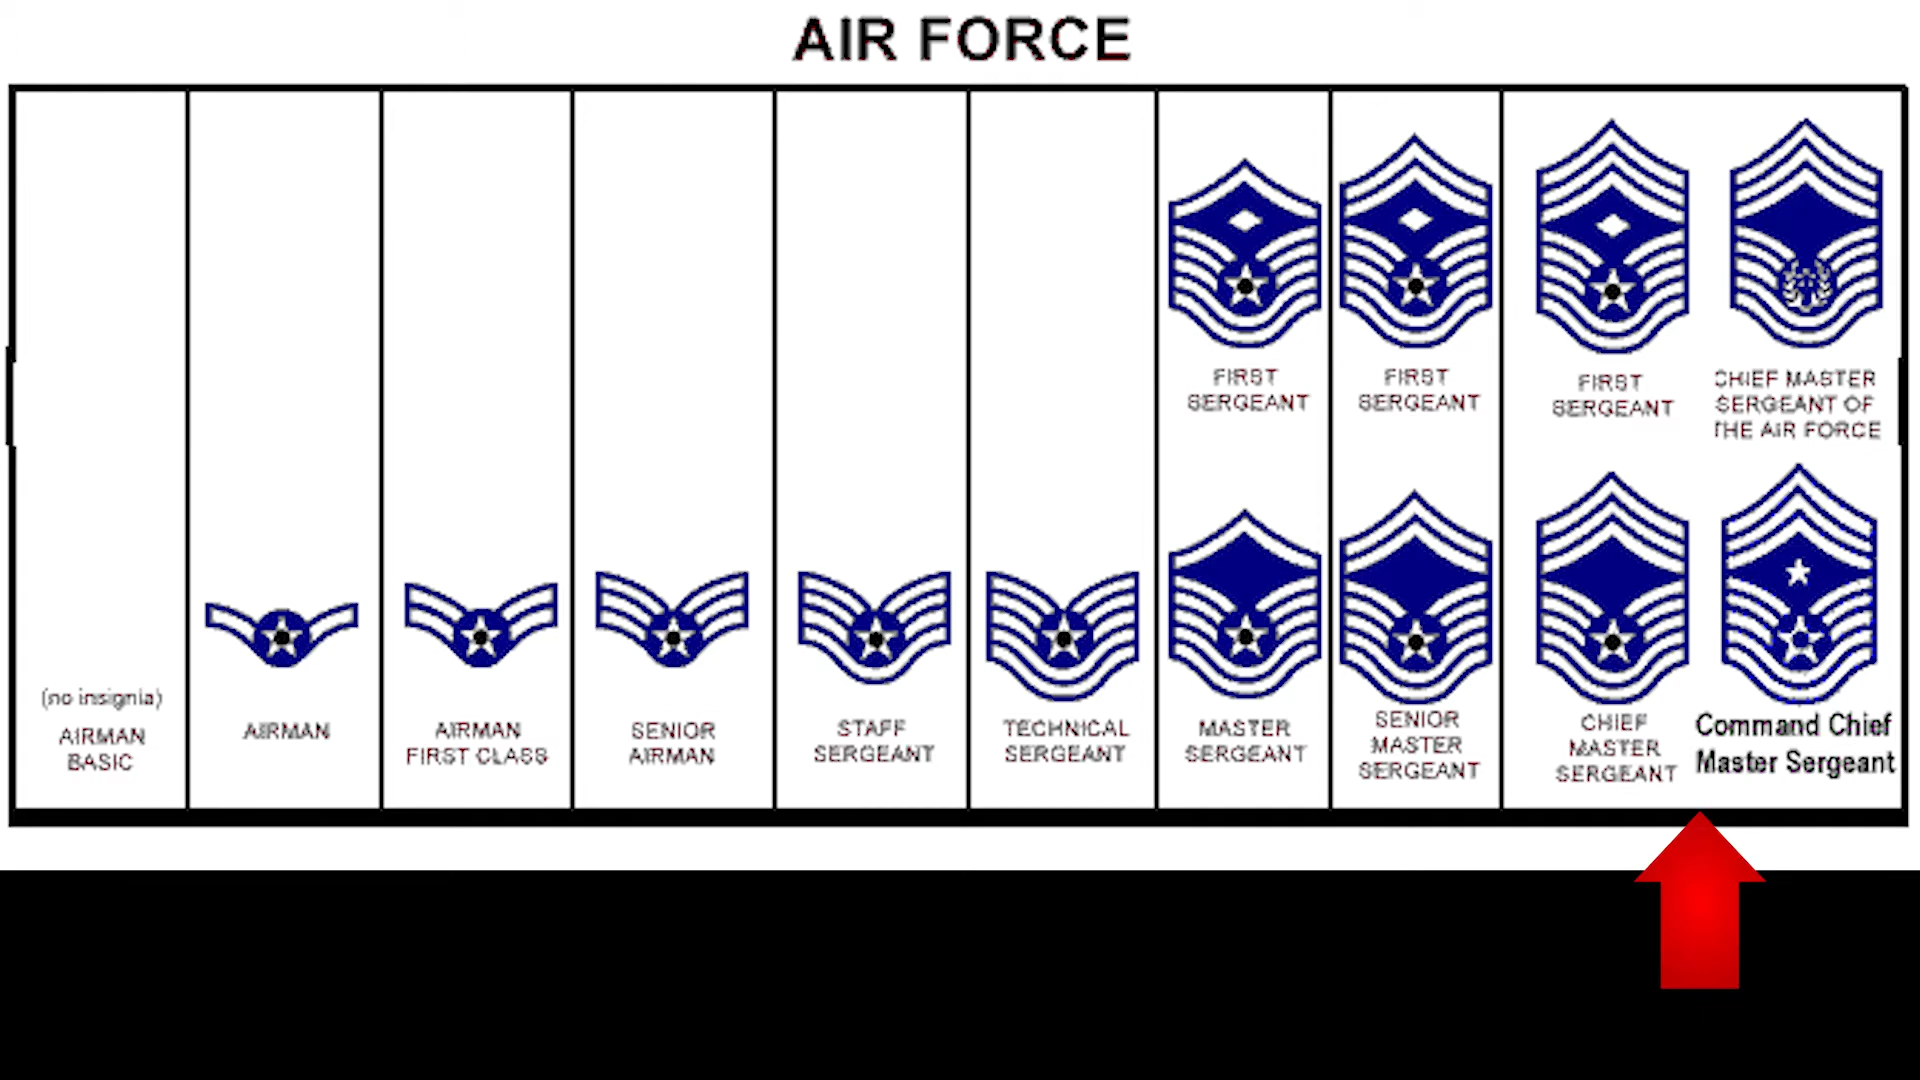 AIR FORCE
FIRST
SERGEANT
FIRST
SERGEANT
FIRST
SERGEANT
CHIEF MASTER
SERGEANT OF
THE AIR FORCE
(no insignia)
AIRMAN
BASIC
AIRMAN
AIRMAN
FIRST CLASS
SENIOR
AIRMAN
STAFF
SERGEANT
TECHNICAL
SERGEANT
MASTER
SERGEANT
SENIOR
MASTER
SERGEANT
CHIEF
MASTER
SERGEANT
Command Chief
Master Sergeant